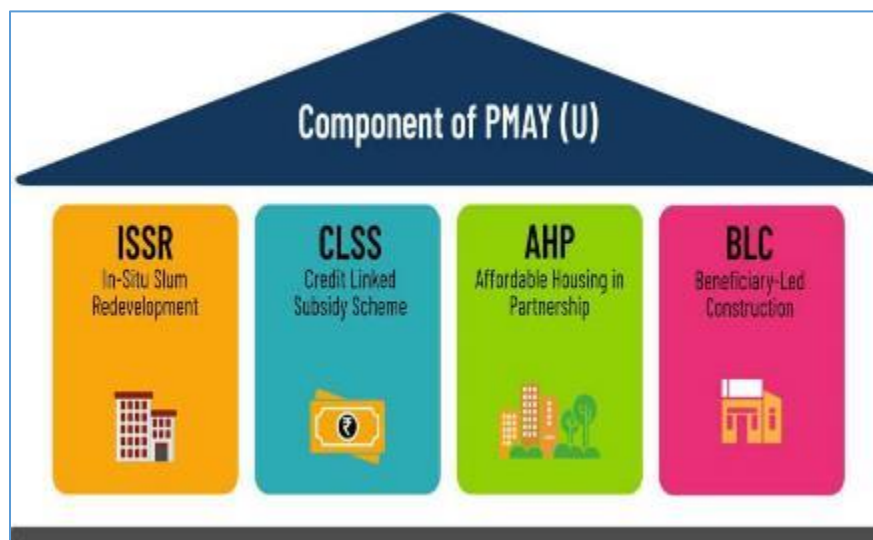 Component of PMAY (U)
ISSR
In-Situ Slum
Redevelopment
CLSS
Credit Linked
Subsidy Scheme
₹
AHP
Affordable Housing in
Partnership
BLC
Beneficiary-Led
Construction